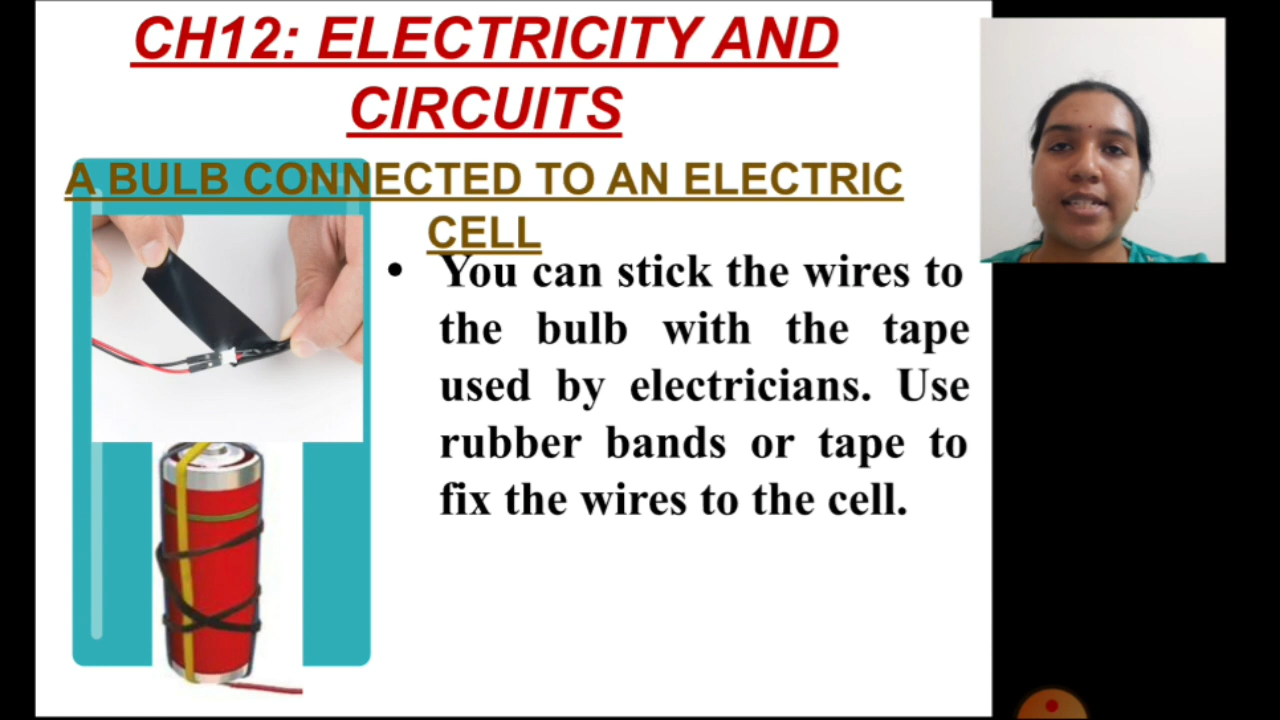 CH12: ELECTRICITY AND
CIRCUITS
A BULB CONNECTED TO AN ELECTRIC
CELL
• You can stick the wires to
the bulb with the tape
used by electricians. Use
rubber bands or tape to
fix the wires to the cell.